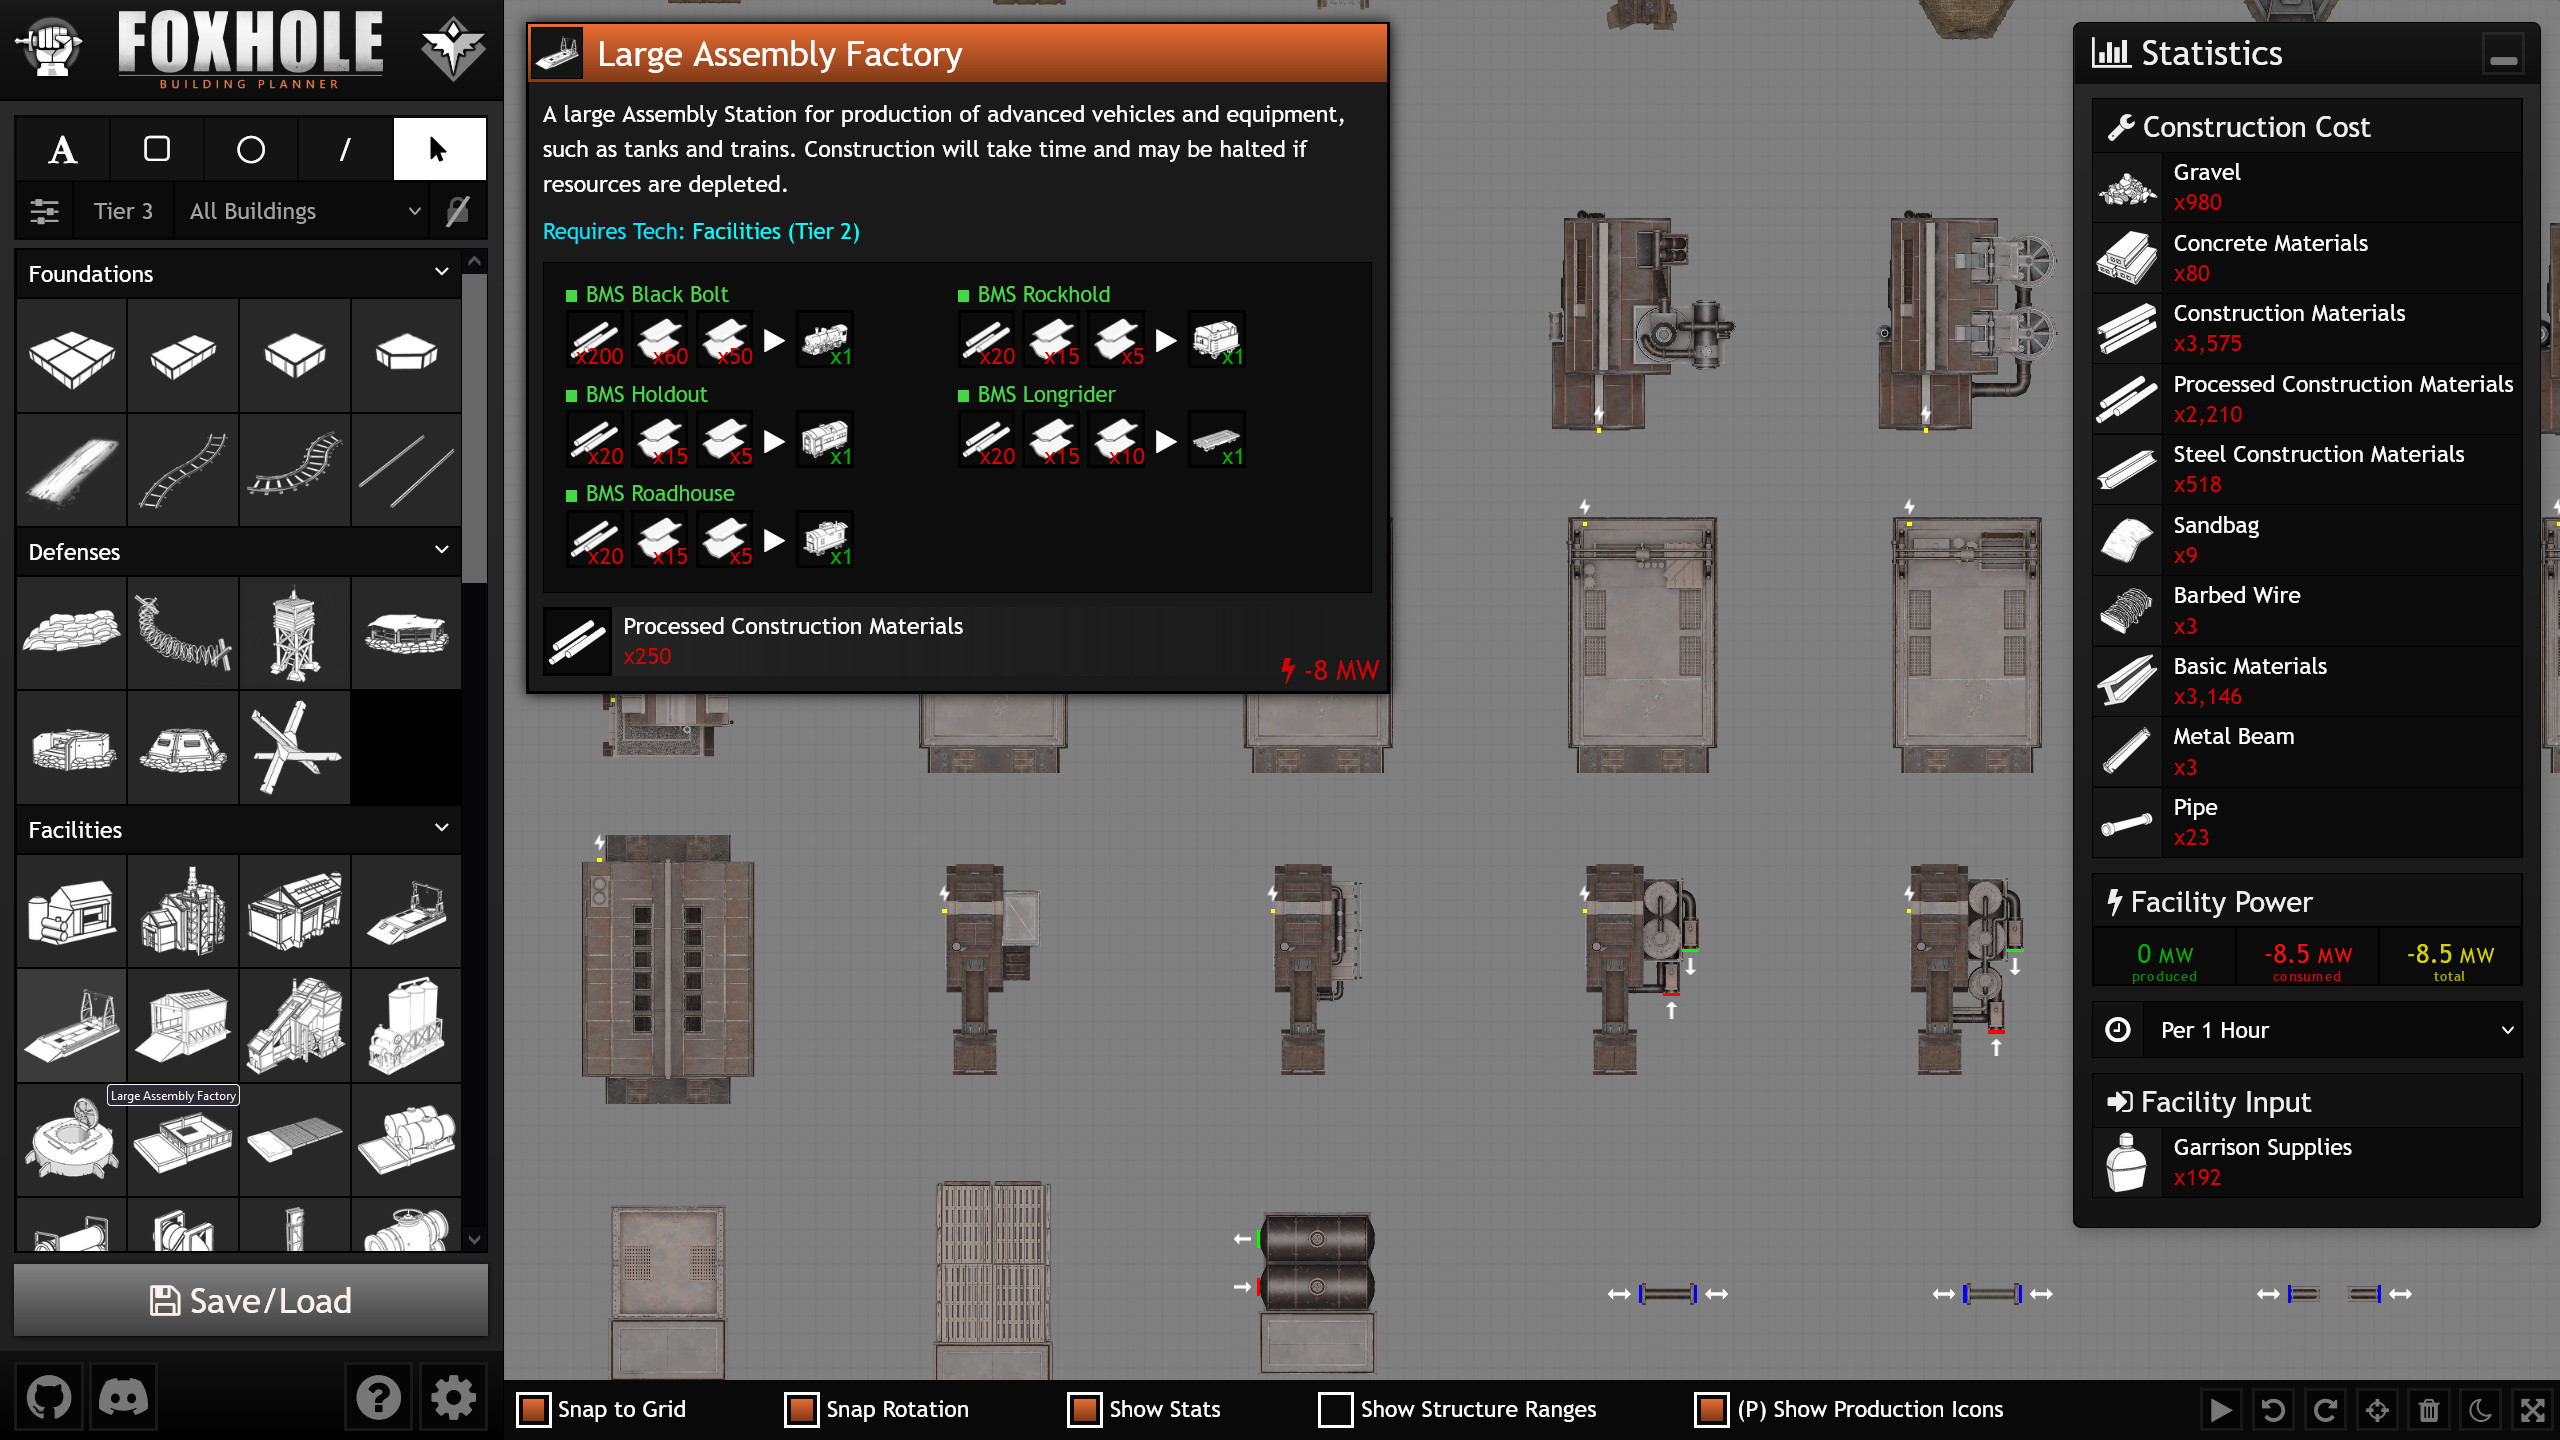 FOXHOLE
BUILDING PLANNER
A
Tier 3
All Buildings
Foundations
Defenses
Facilities
Large Assembly Factory
Save/Load
Large Assembly Factory
A large Assembly Station for production of advanced vehicles and equipment,
such as tanks and trains. Construction will take time and may be halted if
resources are depleted.
Requires Tech: Facilities (Tier 2)
BMS Black Bolt
x200 x60 x50 x1
BMS Rockhold
x20 x15 x5 x1
BMS Holdout
x20 x15 x5 x1
BMS Longrider
x20 x15 x10 x1
BMS Roadhouse
x20 x15 x5 x1
Processed Construction Materials
x250
-8 MW
Statistics
Construction Cost
Gravel
x980
Concrete Materials
x80
Construction Materials
x3,575
Processed Construction Materials
x2,210
Steel Construction Materials
x518
Sandbag
x9
Barbed Wire
x3
Basic Materials
x3,146
Metal Beam
x3
Pipe
x23
Facility Power
0 MW -8.5 MW -8.5 MW
produced consumed total
Per 1 Hour
Facility Input
Garrison Supplies
x192
Snap to Grid
Snap Rotation
Show Stats
Show Structure Ranges
(P) Show Production Icons